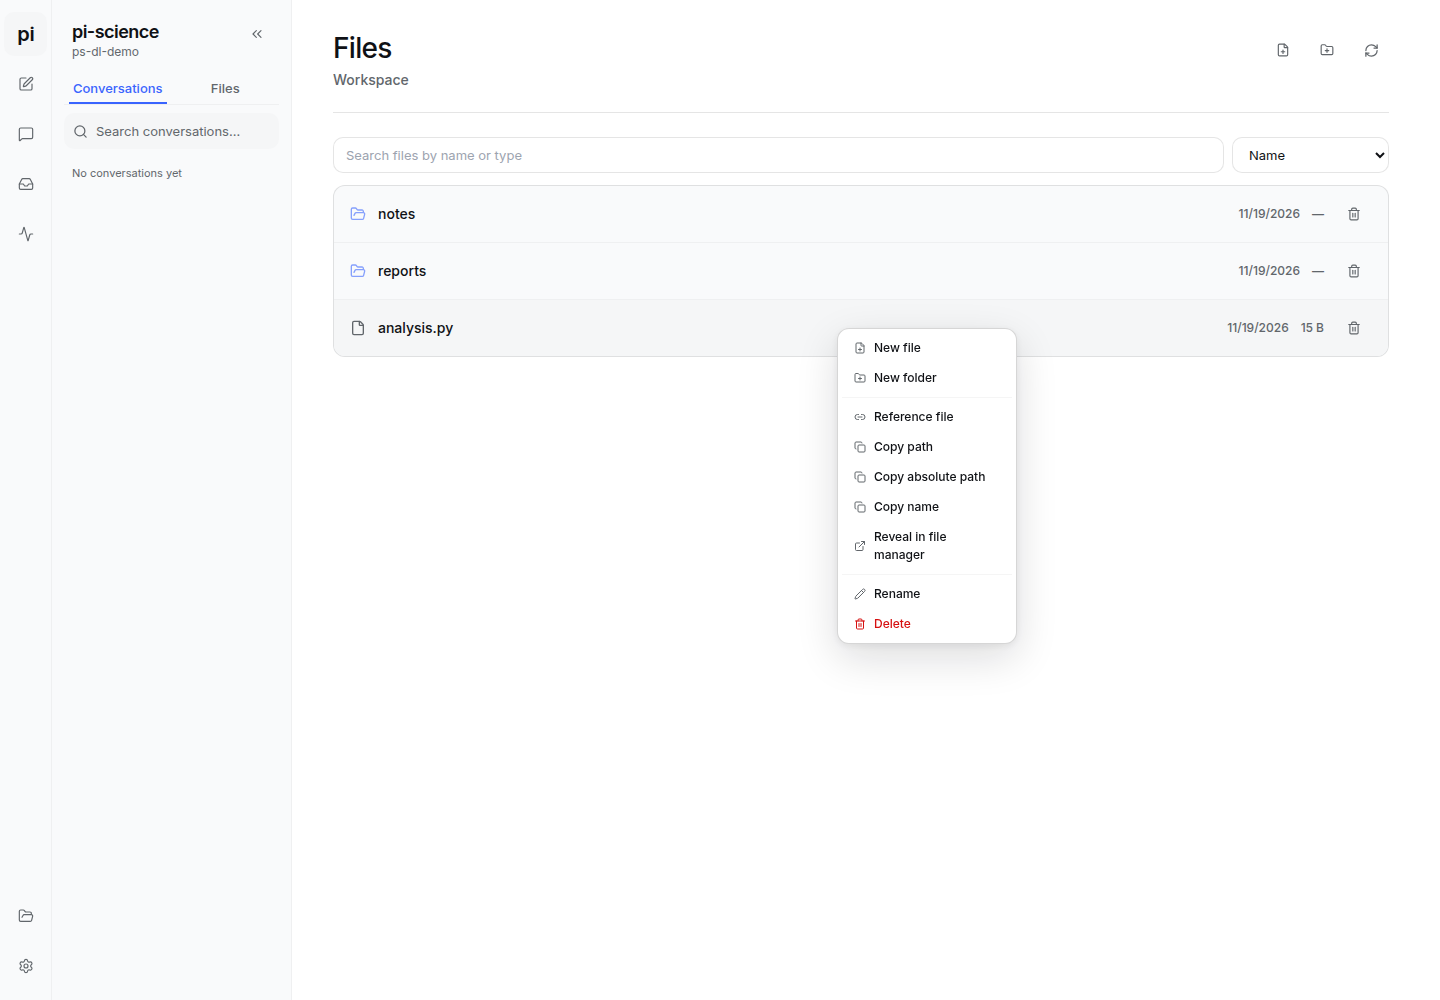 pi
pi-science
ps-dl-demo
Conversations
Files
Search conversations...
No conversations yet
Files
Workspace
Search files by name or type
Name
notes
11/19/2026
—
reports
11/19/2026
—
analysis.py
11/19/2026
15 B
New file
New folder
Reference file
Copy path
Copy absolute path
Copy name
Reveal in file
manager
Rename
Delete